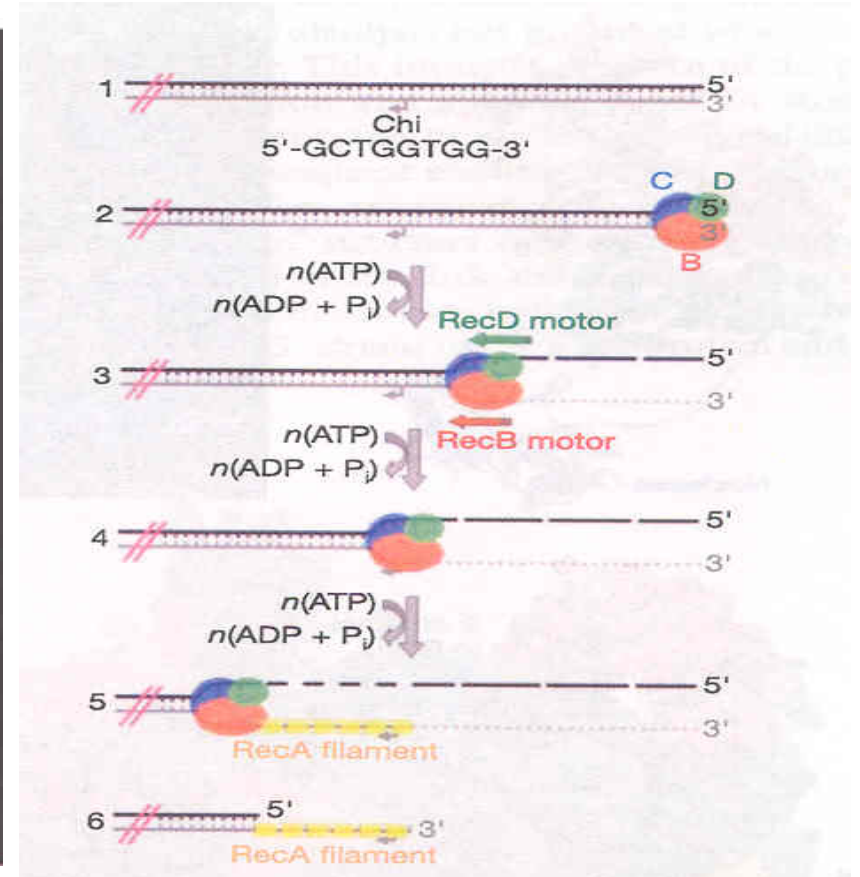 1 5'
3'
Chi
5'-GCTGGTGG-3'
C D
2 5'
3'
B
n(ATP)
n(ADP + Pi)
RecD motor
3 5'
3'
n(ATP)
RecB motor
n(ADP + Pi)
4 5'
3'
n(ATP)
n(ADP + Pi)
5 5'
3'
RecA filament
6 5'
3'
RecA filament